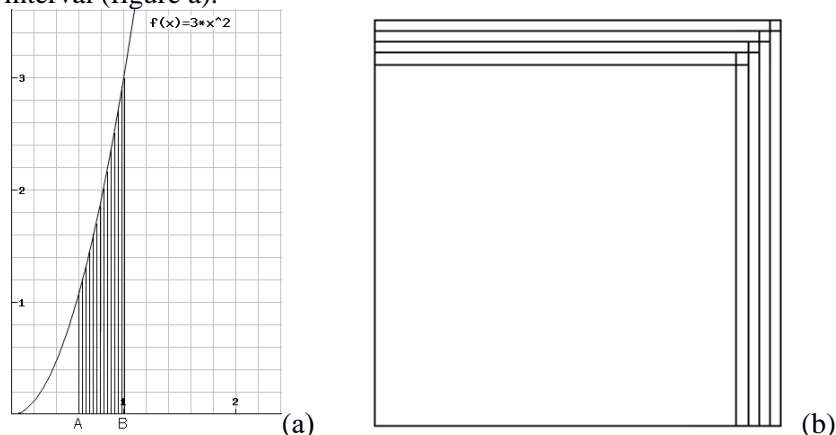 interval (figure a).
f(x)=3*x^2
3
2
1
1
2
A
B
(a)
(b)